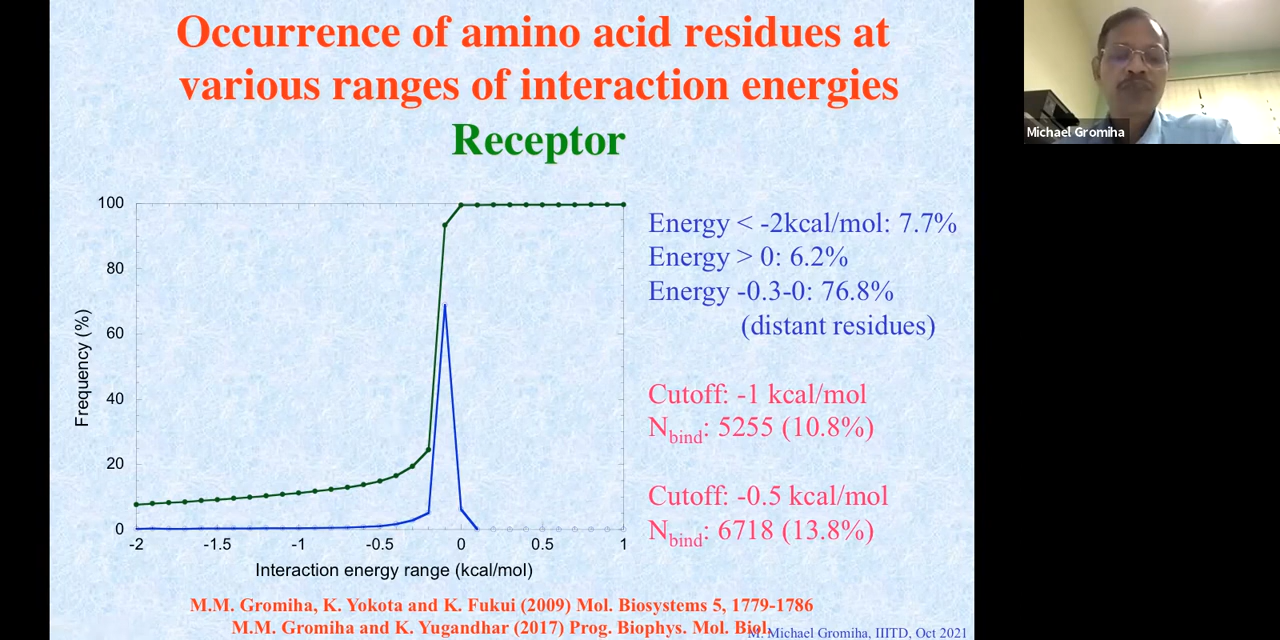 Occurrence of amino acid residues at
various ranges of interaction energies
Receptor
Michael Gromiha
100
80
60
40
20
0
Frequency (%)
-2 -1.5 -1 -0.5 0 0.5 1
Interaction energy range (kcal/mol)
Energy < -2kcal/mol: 7.7%
Energy > 0: 6.2%
Energy -0.3-0: 76.8%
(distant residues)
Cutoff: -1 kcal/mol
Nbind: 5255 (10.8%)
Cutoff: -0.5 kcal/mol
Nbind: 6718 (13.8%)
M.M. Gromiha, K. Yokota and K. Fukui (2009) Mol. Biosystems 5, 1779-1786
M.M. Gromiha and K. Yugandhar (2017) Prog. Biophys. Mol. Biol.
M. Michael Gromiha, IIITD, Oct 2021